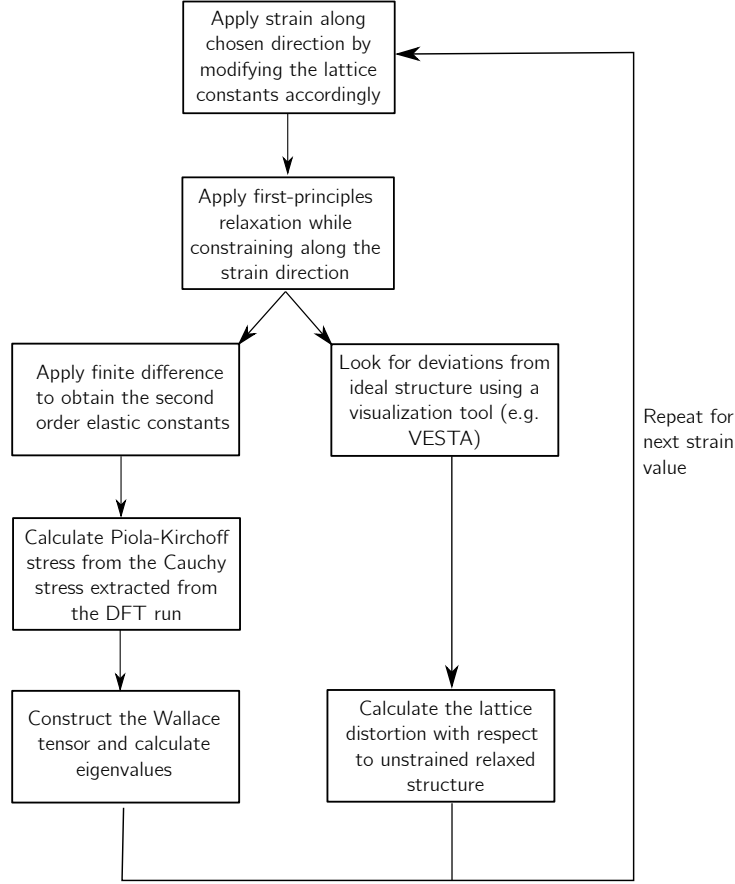 Apply strain along
chosen direction by
modifying the lattice
constants accordingly
Apply first-principles
relaxation while
constraining along the
strain direction
Apply finite difference
to obtain the second
order elastic constants
Look for deviations from
ideal structure using a
visualization tool (e.g.
VESTA)
Calculate Piola-Kirchoff
stress from the Cauchy
stress extracted from
the DFT run
Construct the Wallace
tensor and calculate
eigenvalues
Calculate the lattice
distortion with respect
to unstrained relaxed
structure
Repeat for
next strain
value